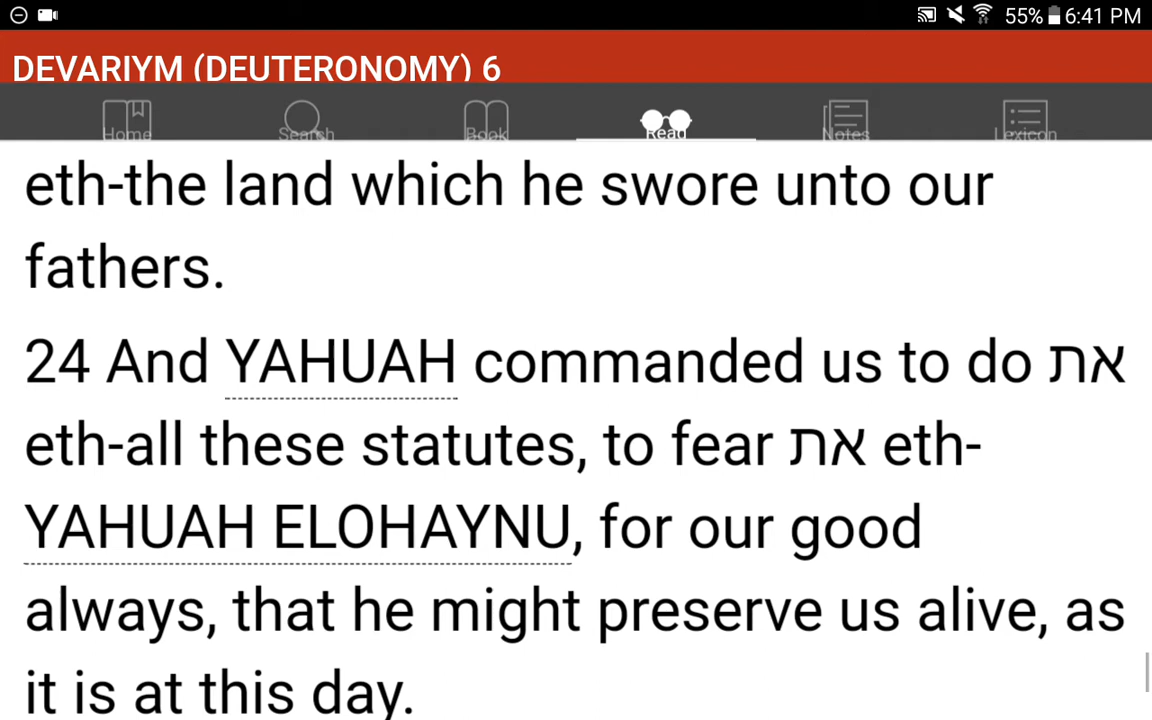 55% 6:41 PM
DEVARIYM (DEUTERONOMY) 6
Home Search Book Read Notes Lexicon
eth-the land which he swore unto our
fathers.
24 And YAHUAH commanded us to do את
eth-all these statutes, to fear את eth-
YAHUAH ELOHAYNU, for our good
always, that he might preserve us alive, as
it is at this day.